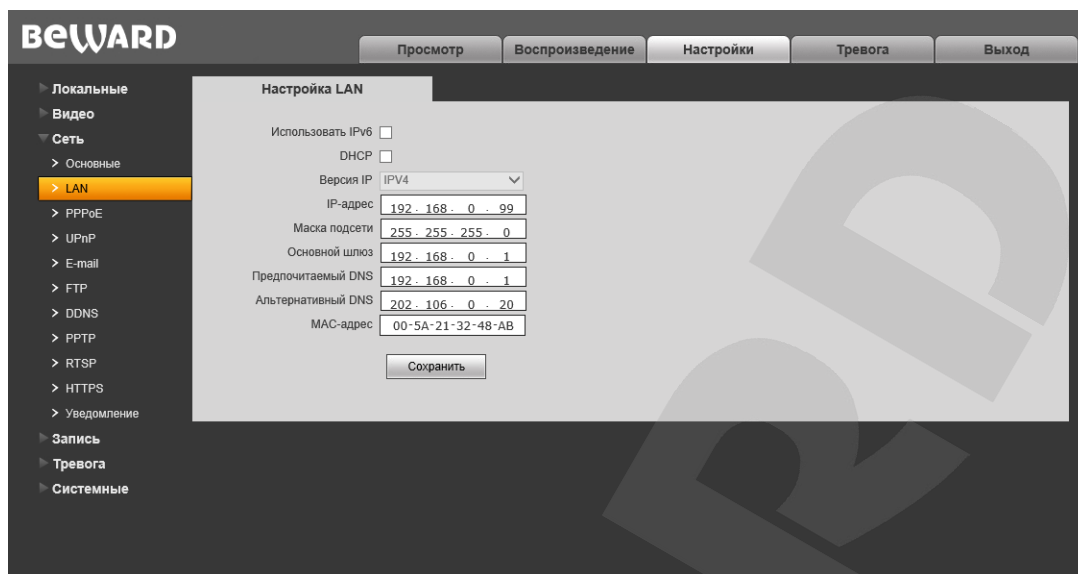 BEWARD
Просмотр Воспроизведение Настройки Тревога Выход
Локальные
Видео
Сеть
Основные
LAN
PPPoE
UPnP
E-mail
FTP
DDNS
PPTP
RTSP
HTTPS
Уведомление
Запись
Тревога
Системные
Настройка LAN
Использовать IPv6
DHCP
Версия IP IPV4
IP-адрес 192 . 168 . 0 . 99
Маска подсети 255 . 255 . 255 . 0
Основной шлюз 192 . 168 . 0 . 1
Предпочитаемый DNS 192 . 168 . 0 . 1
Альтернативный DNS 202 . 106 . 0 . 20
MAC-адрес 00-5A-21-32-48-AB
Сохранить
RD